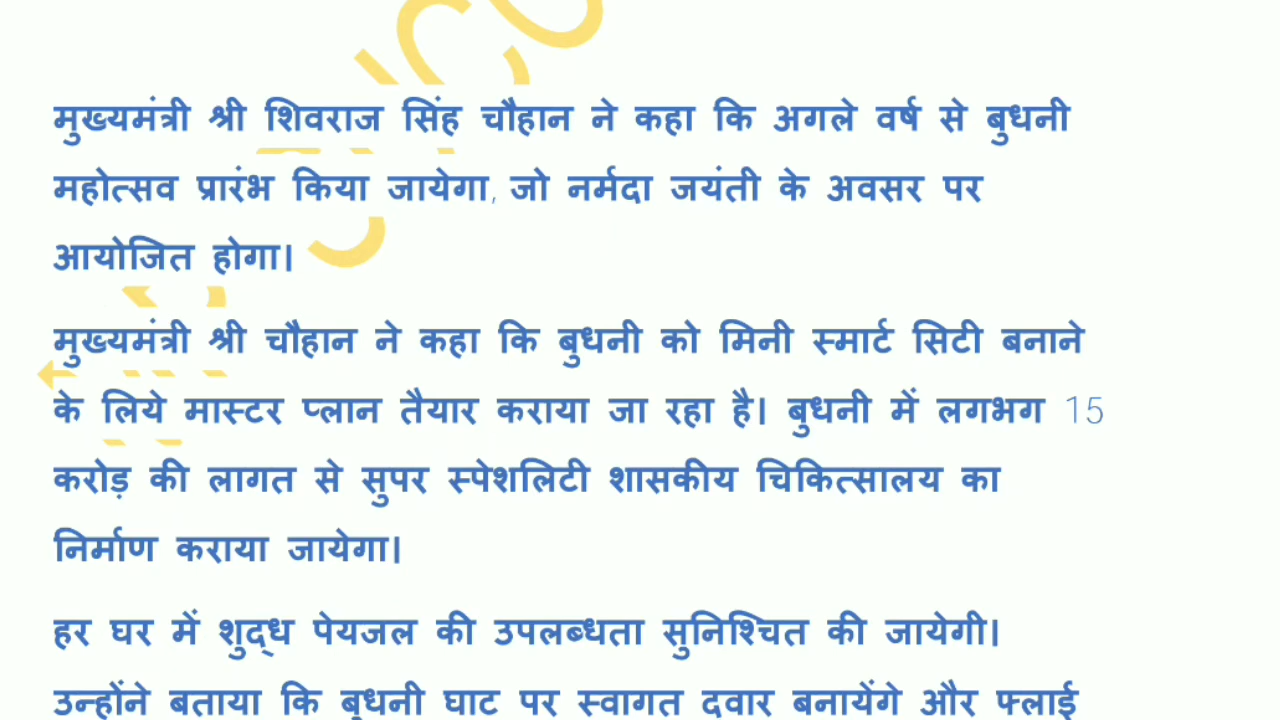 मुख्यमंत्री श्री शिवराज सिंह चौहान ने कहा कि अगले वर्ष से बुधनी
महोत्सव प्रारंभ किया जायेगा, जो नर्मदा जयंती के अवसर पर
आयोजित होगा।
मुख्यमंत्री श्री चौहान ने कहा कि बुधनी को मिनी स्मार्ट सिटी बनाने
के लिये मास्टर प्लान तैयार कराया जा रहा है। बुधनी में लगभग 15
करोड़ की लागत से सुपर स्पेशलिटी शासकीय चिकित्सालय का
निर्माण कराया जायेगा।
हर घर में शुद्ध पेयजल की उपलब्धता सुनिश्चित की जायेगी।
उन्होंने बताया कि बुधनी घाट पर स्वागत दवार बनायेंगे और फ्लाई